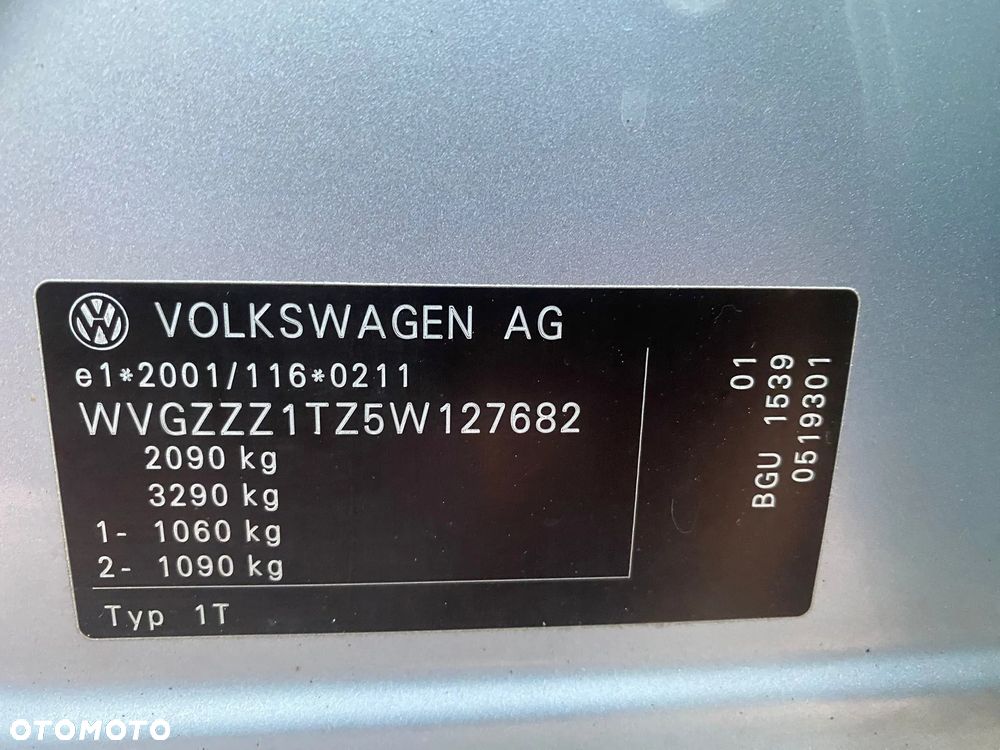 VOLKSWAGEN AG
e1*2001/116*0211
WVGZZZ1TZ5W127682
2090 kg
3290 kg
1- 1060 kg
2- 1090 kg
Typ 1T
01
BGU 1539
0519301
OTOMOTO